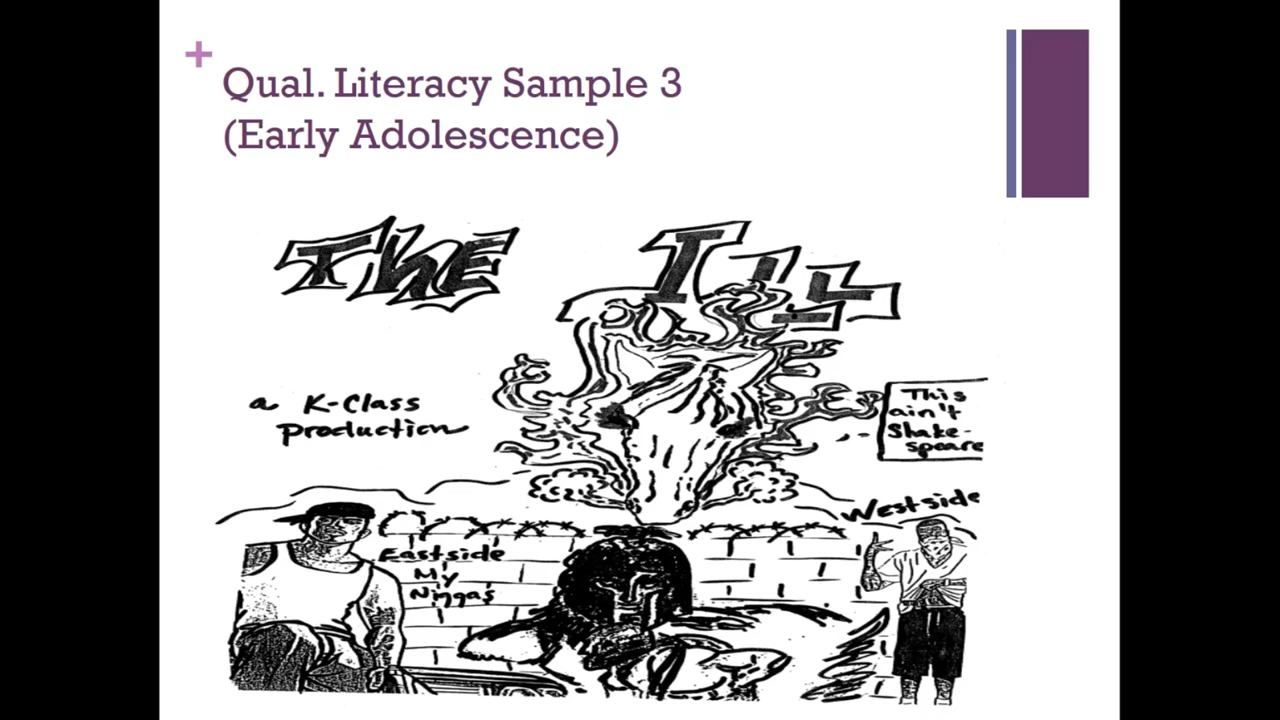 +
Qual. Literacy Sample 3
(Early Adolescence)
The Ill
a K-Class
production
This
ain't
Shake-
speare
Westside
Eastside
My
Niggas